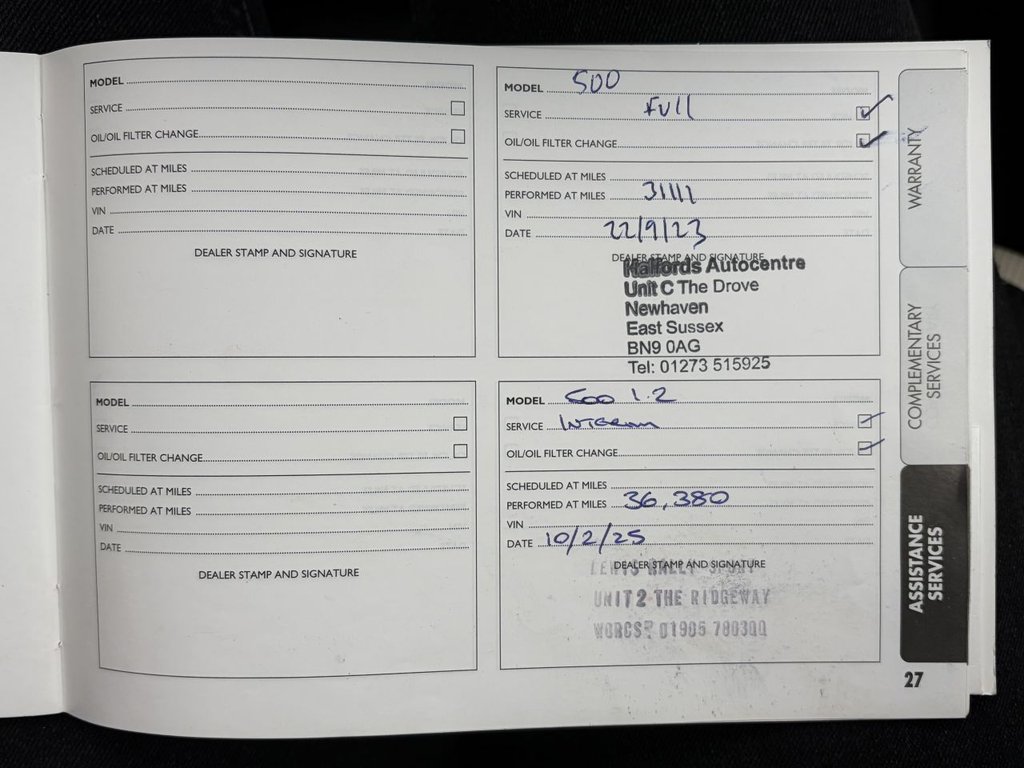 MODEL
SERVICE
OIL/OIL FILTER CHANGE
SCHEDULED AT MILES
PERFORMED AT MILES
VIN
DATE
DEALER STAMP AND SIGNATURE
MODEL 500
SERVICE Full
OIL/OIL FILTER CHANGE
SCHEDULED AT MILES
PERFORMED AT MILES 31111
VIN
DATE 22/9/23
DEALER STAMP AND SIGNATURE
Halfords Autocentre
Unit C The Drove
Newhaven
East Sussex
BN9 0AG
Tel: 01273 515925
MODEL
SERVICE
OIL/OIL FILTER CHANGE
SCHEDULED AT MILES
PERFORMED AT MILES
VIN
DATE
DEALER STAMP AND SIGNATURE
MODEL 500 1.2
SERVICE
OIL/OIL FILTER CHANGE
SCHEDULED AT MILES
PERFORMED AT MILES 36,380
VIN
DATE 10/2/25
DEALER STAMP AND SIGNATURE
UNIT 2 THE RIDGEWAY
WORCS 01905
WARRANTY
COMPLEMENTARY
SERVICES
ASSISTANCE
SERVICES
27